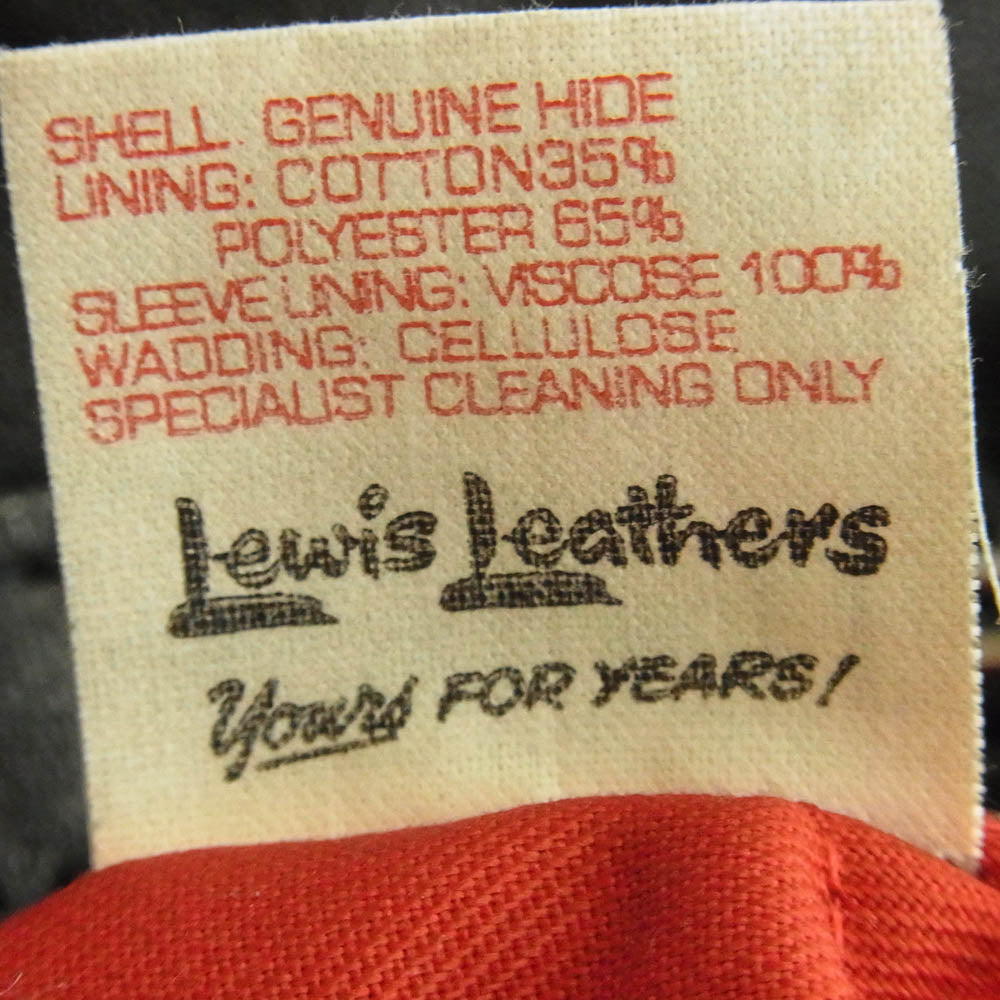 SHELL. GENUINE HIDE
LINING: COTTON35%
POLYESTER 65%
SLEEVE LINING: VISCOSE 100%
WADDING: CELLULOSE
SPECIALIST CLEANING ONLY
Lewis Leathers
Yours FOR YEARS!